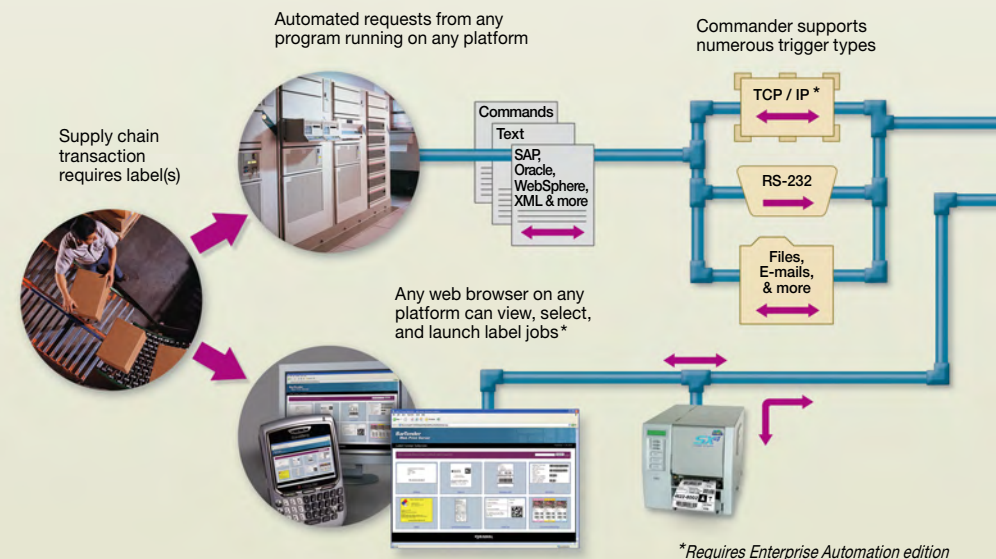 Automated requests from any
program running on any platform
Commander supports
numerous trigger types
Supply chain
transaction
requires label(s)
Commands
Text
SAP,
Oracle,
WebSphere,
XML & more
TCP / IP *
RS-232
Files,
E-mails,
& more
Any web browser on any
platform can view, select,
and launch label jobs*
*Requires Enterprise Automation edition